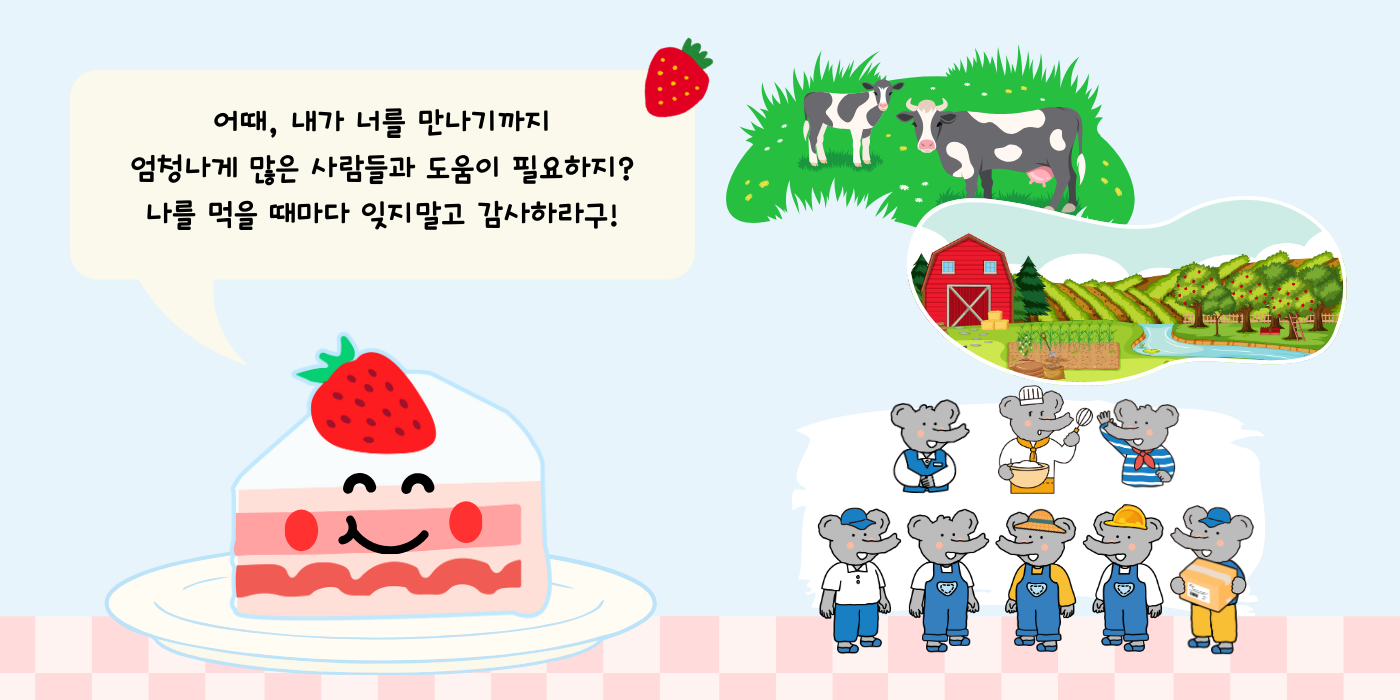 어때, 내가 너를 만나기까지
엄청나게 많은 사람들과 도움이 필요하지?
나를 먹을 때마다 잊지말고 감사하라구!